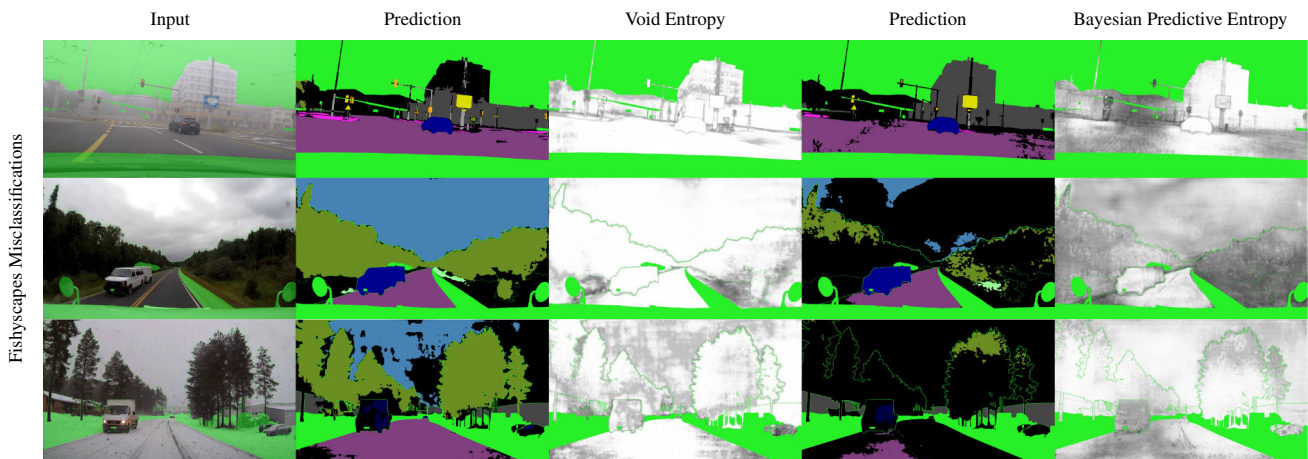 Input Prediction Void Entropy Prediction Bayesian Predictive Entropy
Fishyscapes Misclassifications